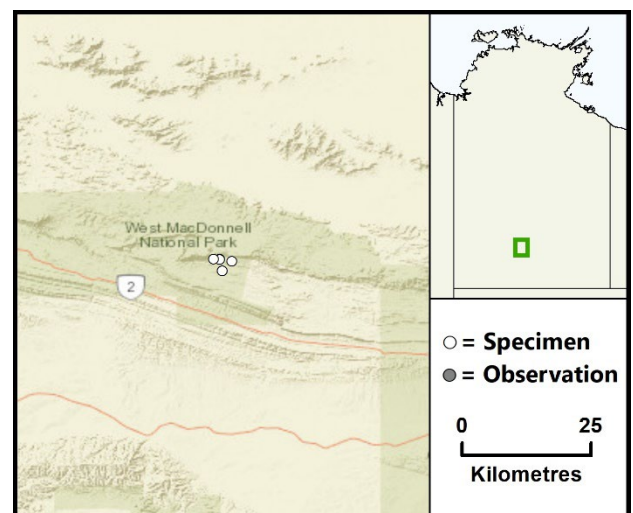 West MacDonnell
National Park
2
○ = Specimen
● = Observation
0 25
Kilometres